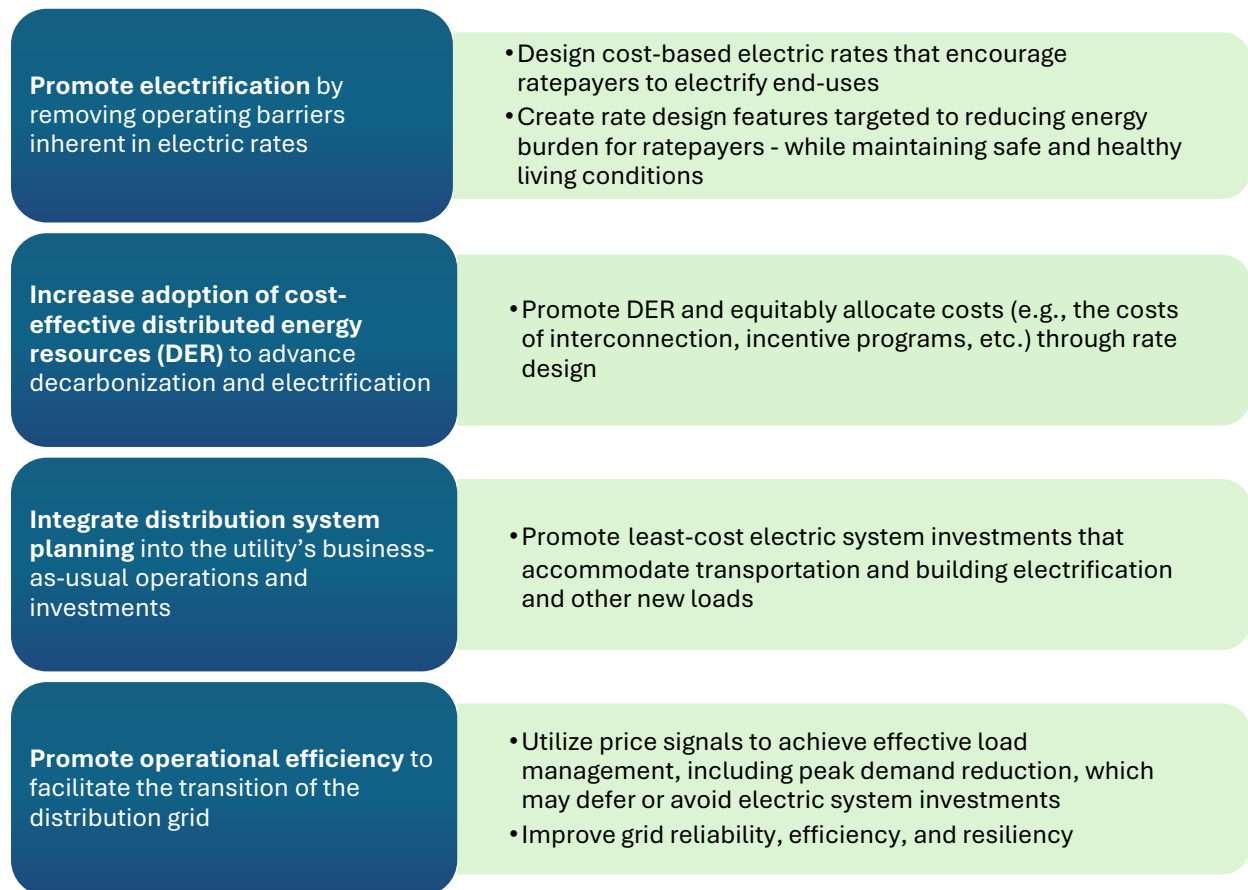 Promote electrification by
removing operating barriers
inherent in electric rates
•Design cost-based electric rates that encourage
ratepayers to electrify end-uses
•Create rate design features targeted to reducing energy
burden for ratepayers - while maintaining safe and healthy
living conditions
Increase adoption of cost-
effective distributed energy
resources (DER) to advance
decarbonization and electrification
•Promote DER and equitably allocate costs (e.g., the costs
of interconnection, incentive programs, etc.) through rate
design
Integrate distribution system
planning into the utility’s business-
as-usual operations and
investments
•Promote least-cost electric system investments that
accommodate transportation and building electrification
and other new loads
Promote operational efficiency to
facilitate the transition of the
distribution grid
•Utilize price signals to achieve effective load
management, including peak demand reduction, which
may defer or avoid electric system investments
•Improve grid reliability, efficiency, and resiliency